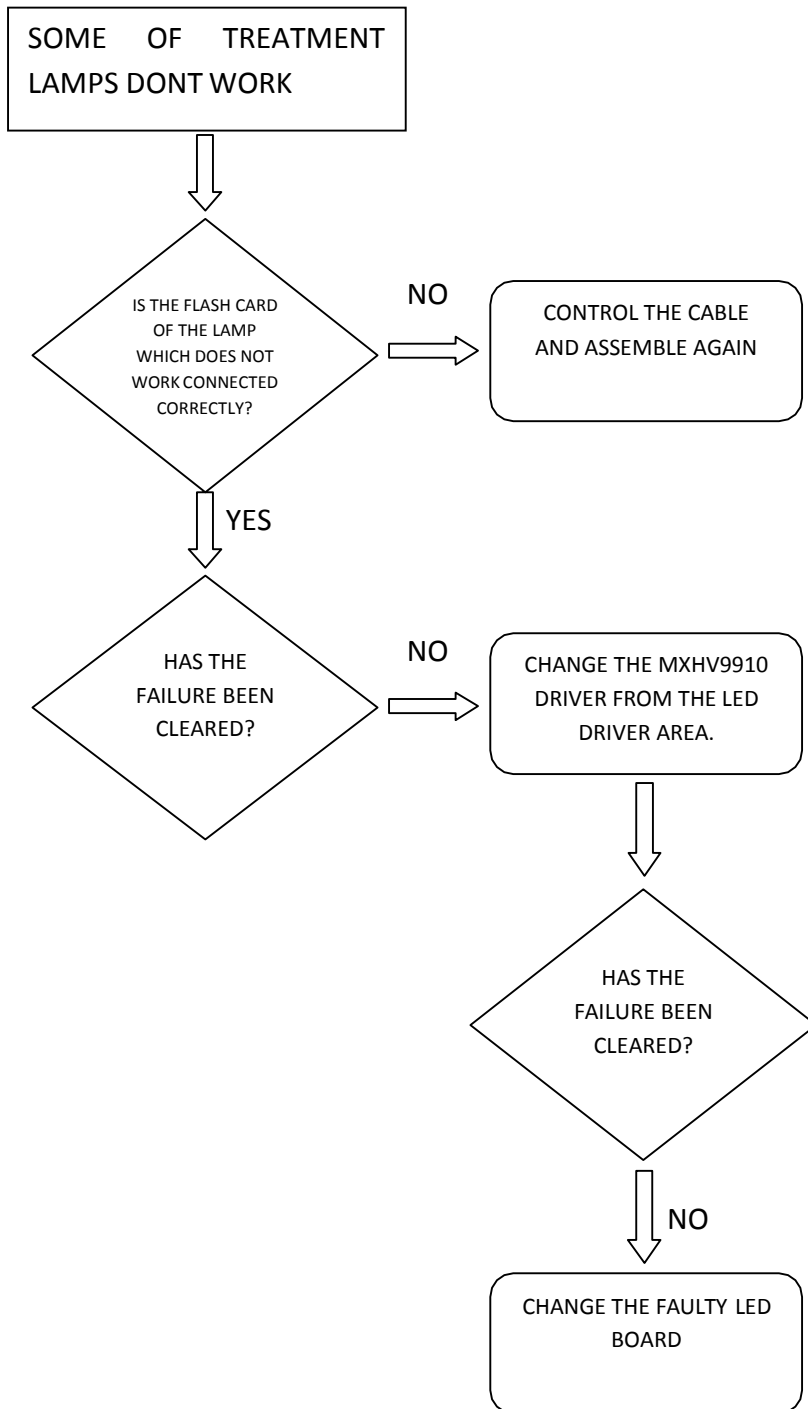 SOME OF TREATMENT
LAMPS DONT WORK
IS THE FLASH CARD
OF THE LAMP
WHICH DOES NOT
WORK CONNECTED
CORRECTLY?
NO
CONTROL THE CABLE
AND ASSEMBLE AGAIN
YES
HAS THE
FAILURE BEEN
CLEARED?
NO
CHANGE THE MXHV9910
DRIVER FROM THE LED
DRIVER AREA.
HAS THE
FAILURE BEEN
CLEARED?
NO
CHANGE THE FAULTY LED
BOARD